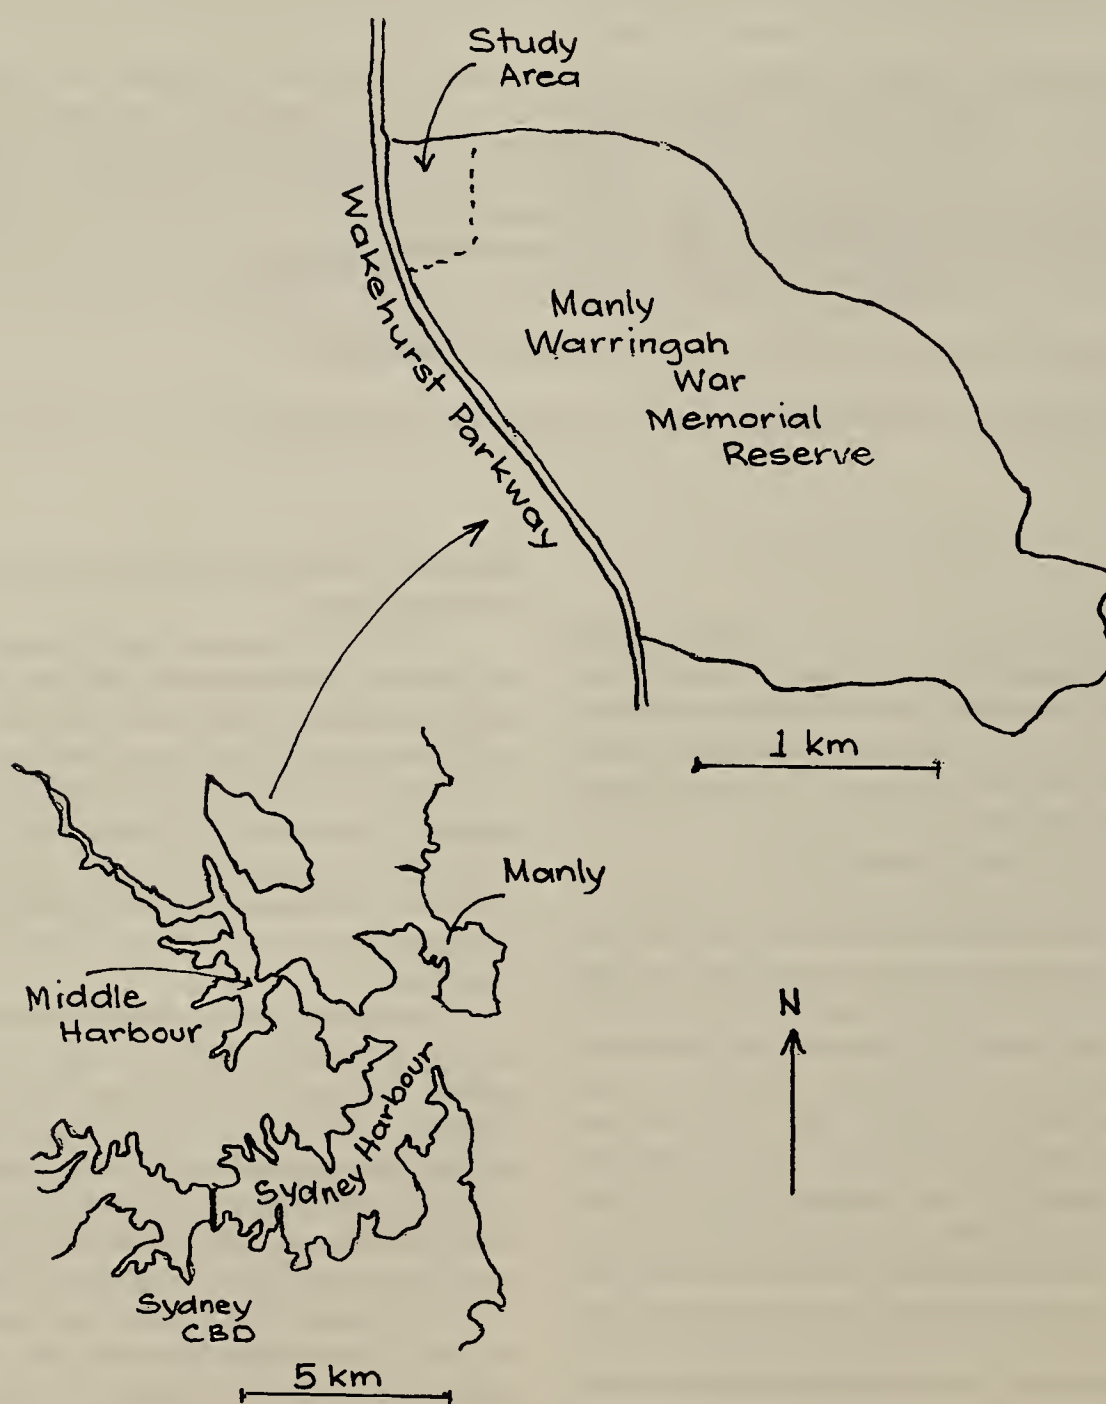 Study
Area
Wakehurst Parkway
Manly
Warringah
War
Memorial
Reserve
1 km
Manly
Middle
Harbour
N
Sydney Harbour
Sydney
CBD
5 km